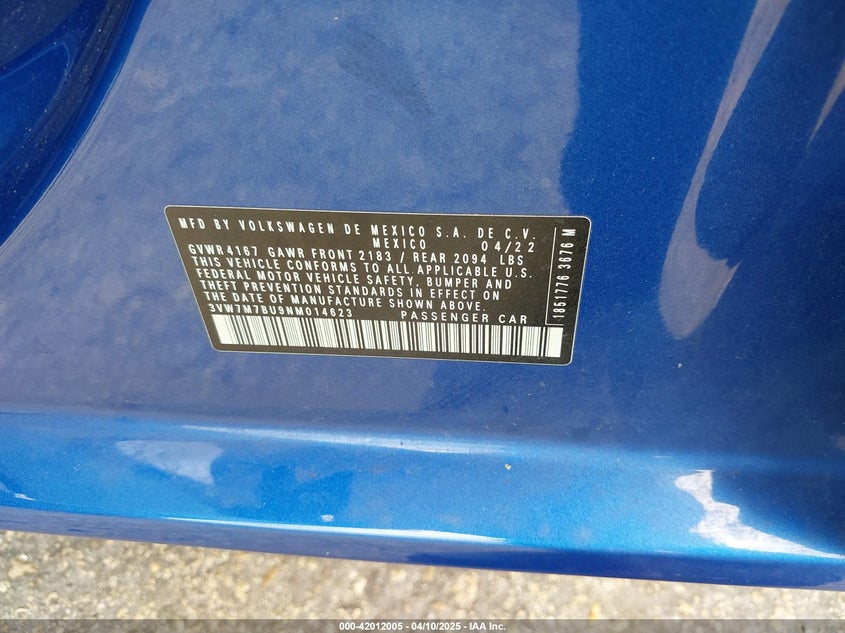 MFD BY VOLKSWAGEN DE MEXICO S.A. DE C.V.
MEXICO 04/22
GVWR 4167 GAWR FRONT 2183 / REAR 2094 LBS
THIS VEHICLE CONFORMS TO ALL APPLICABLE U.S.
FEDERAL MOTOR VEHICLE SAFETY, BUMPER AND
THEFT PREVENTION STANDARDS IN EFFECT ON
THE DATE OF MANUFACTURE SHOWN ABOVE.
3VW7M7BU9NM014623 PASSENGER CAR
1861776 3676 M
000-42012005 - 04/10/2025 - IAA Inc.